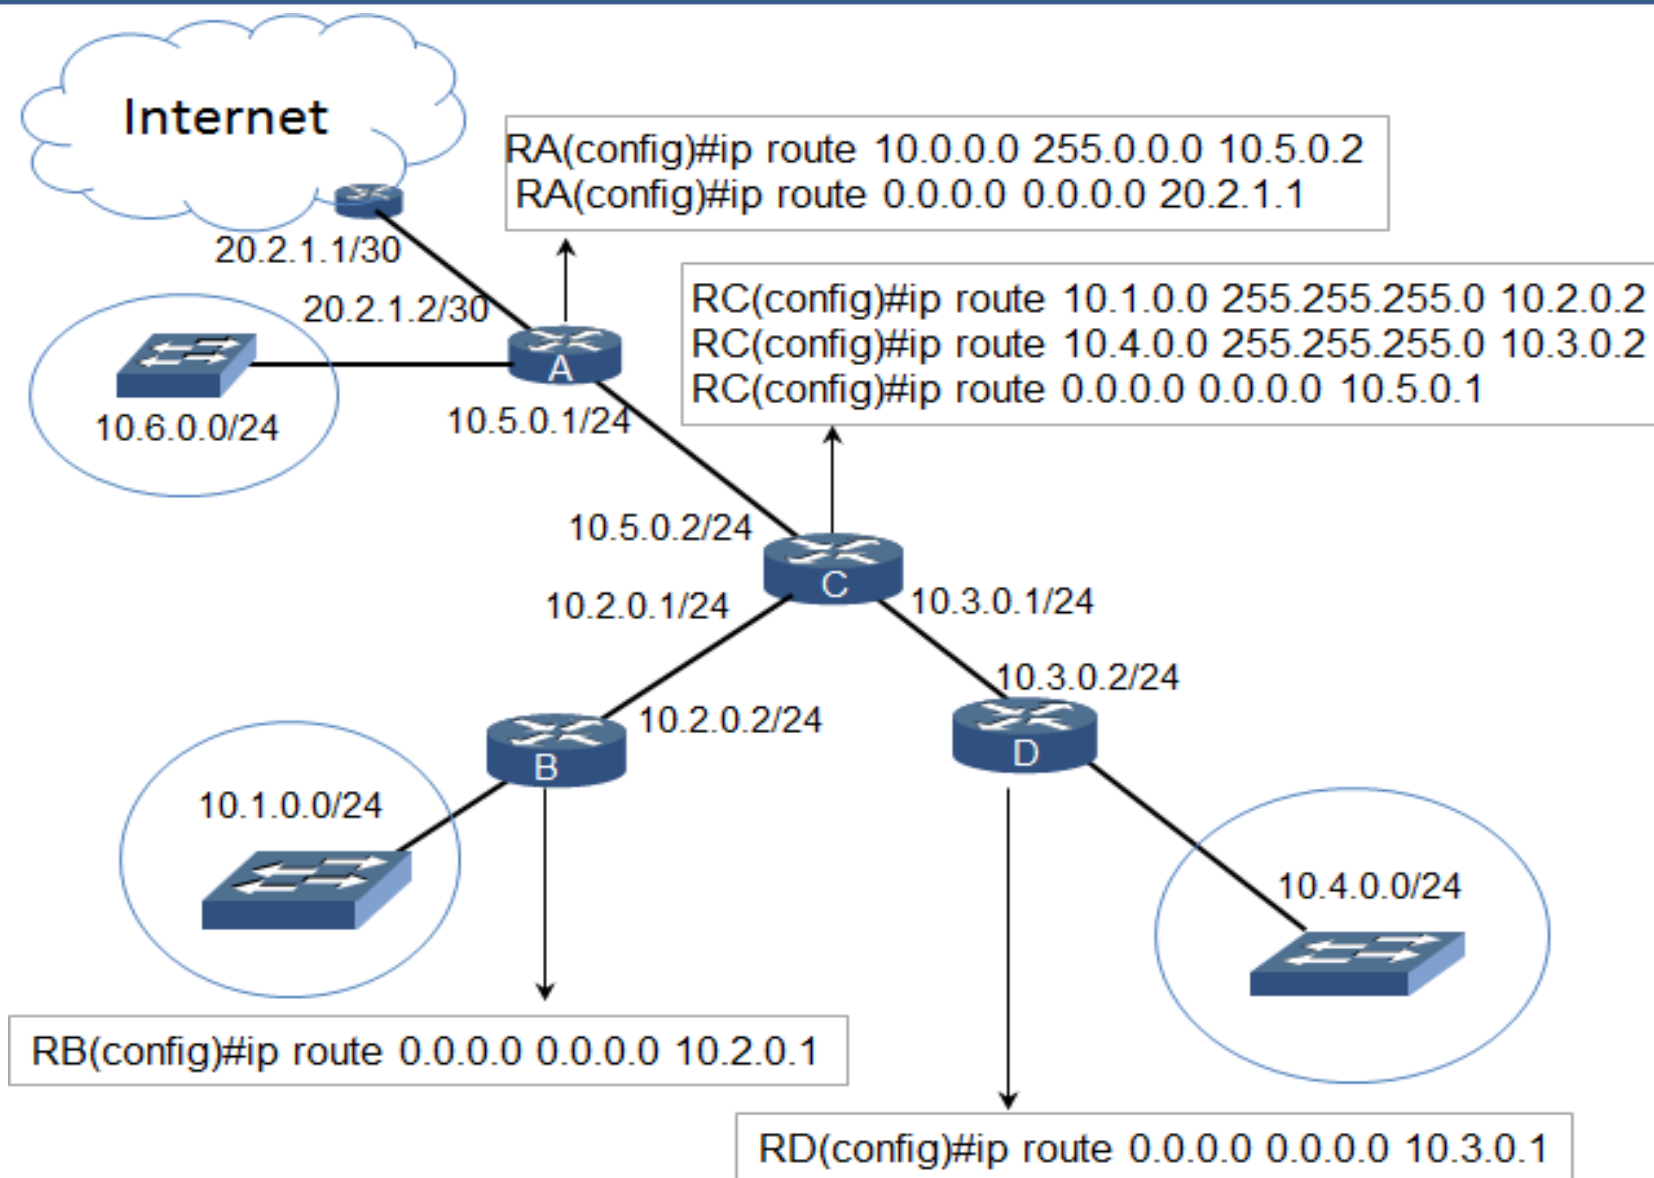 Internet
RA(config)#ip route 10.0.0.0 255.0.0.0 10.5.0.2
RA(config)#ip route 0.0.0.0 0.0.0.0 20.2.1.1
20.2.1.1/30
20.2.1.2/30
RC(config)#ip route 10.1.0.0 255.255.255.0 10.2.0.2
RC(config)#ip route 10.4.0.0 255.255.255.0 10.3.0.2
RC(config)#ip route 0.0.0.0 0.0.0.0 10.5.0.1
A
10.6.0.0/24
10.5.0.1/24
10.5.0.2/24
C
10.2.0.1/24
10.3.0.1/24
10.3.0.2/24
10.2.0.2/24
B
D
10.1.0.0/24
10.4.0.0/24
RB(config)#ip route 0.0.0.0 0.0.0.0 10.2.0.1
RD(config)#ip route 0.0.0.0 0.0.0.0 10.3.0.1